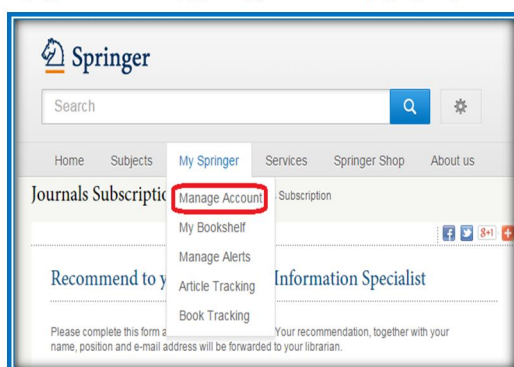 Springer
Search
Home Subjects My Springer Services Springer Shop About us
Journals Subscriptio Subscription
Manage Account
My Bookshelf
Manage Alerts
Article Tracking
Book Tracking
8+1
Recommend to y Information Specialist
Please complete this form a Your recommendation, together with your
name, position and e-mail address will be forwarded to your librarian.